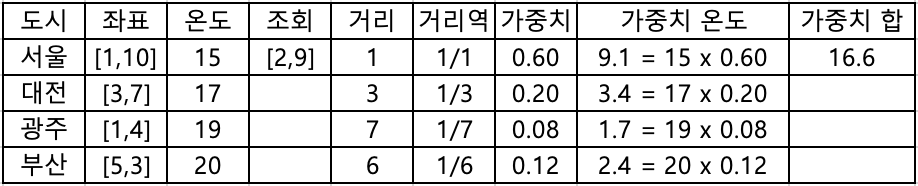 도시 좌표 온도 조회 거리 거리역 가중치 가중치 온도 가중치 합
서울 [1,10] 15 [2,9] 1 1/1 0.60 9.1 = 15 x 0.60 16.6
대전 [3,7] 17 3 1/3 0.20 3.4 = 17 x 0.20
광주 [1,4] 19 7 1/7 0.08 1.7 = 19 x 0.08
부산 [5,3] 20 6 1/6 0.12 2.4 = 20 x 0.12